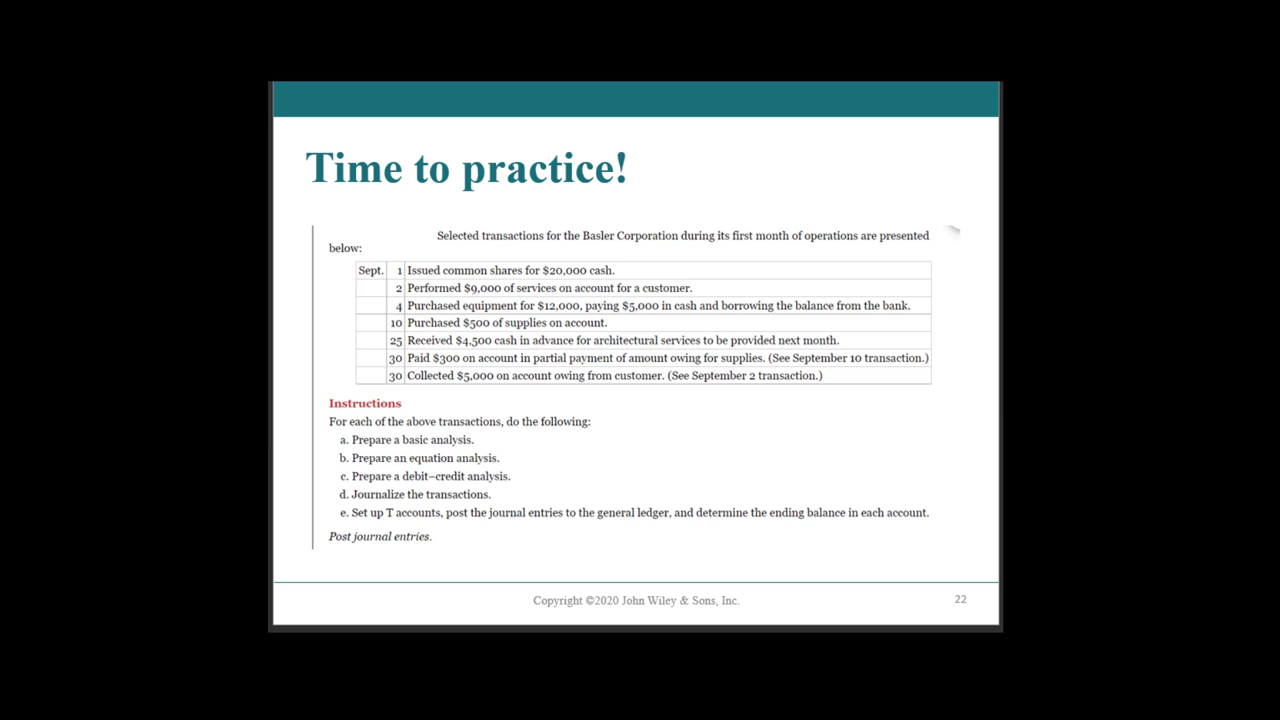 Time to practice!
Selected transactions for the Basler Corporation during its first month of operations are presented
below:
Sept. 1 Issued common shares for $20,000 cash.
2 Performed $9,000 of services on account for a customer.
4 Purchased equipment for $12,000, paying $5,000 in cash and borrowing the balance from the bank.
10 Purchased $500 of supplies on account.
25 Received $4,500 cash in advance for architectural services to be provided next month.
30 Paid $300 on account in partial payment of amount owing for supplies. (See September 10 transaction.)
30 Collected $5,000 on account owing from customer. (See September 2 transaction.)
Instructions
For each of the above transactions, do the following:
a. Prepare a basic analysis.
b. Prepare an equation analysis.
c. Prepare a debit–credit analysis.
d. Journalize the transactions.
e. Set up T accounts, post the journal entries to the general ledger, and determine the ending balance in each account.
Post journal entries.
Copyright ©2020 John Wiley & Sons, Inc.
22